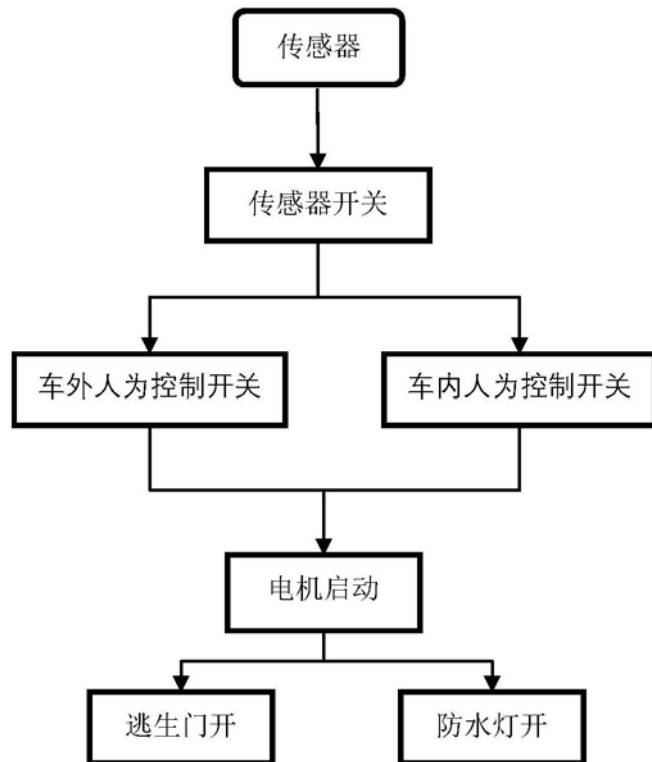 传感器
传感器开关
车外人为控制开关
车内人为控制开关
电机启动
逃生门开
防水灯开